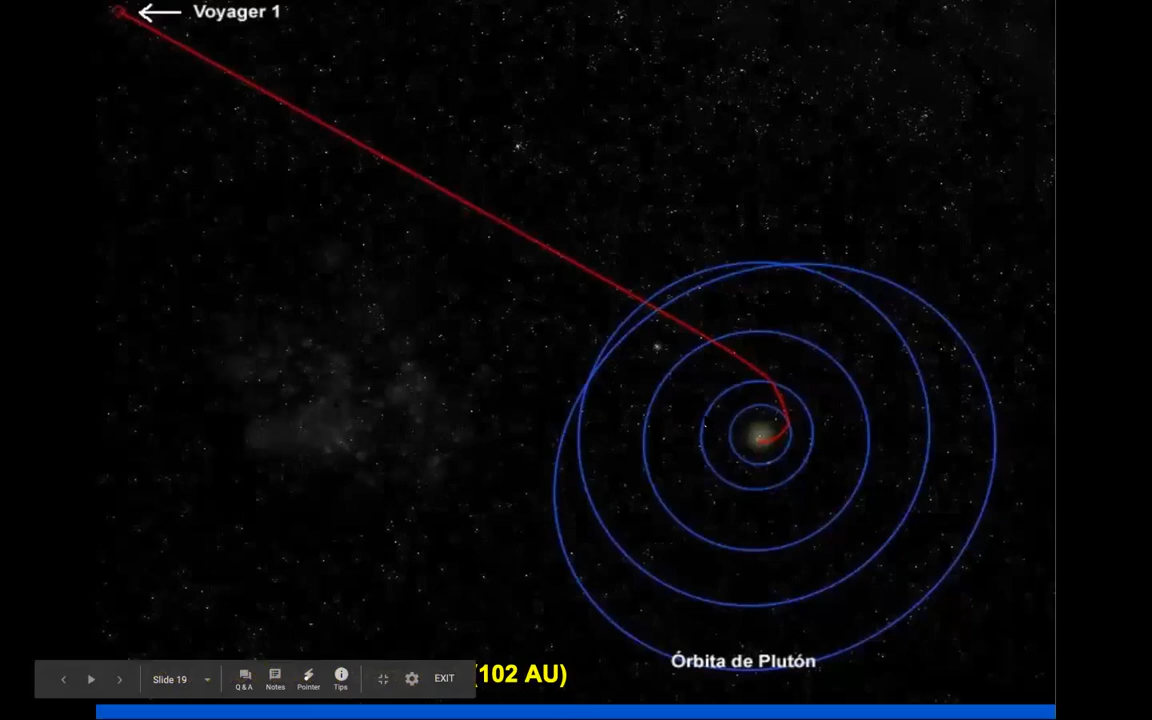 Voyager 1
Órbita de Plutón
(102 AU)
Slide 19
Q & A
Notes
Pointer
Tips
EXIT